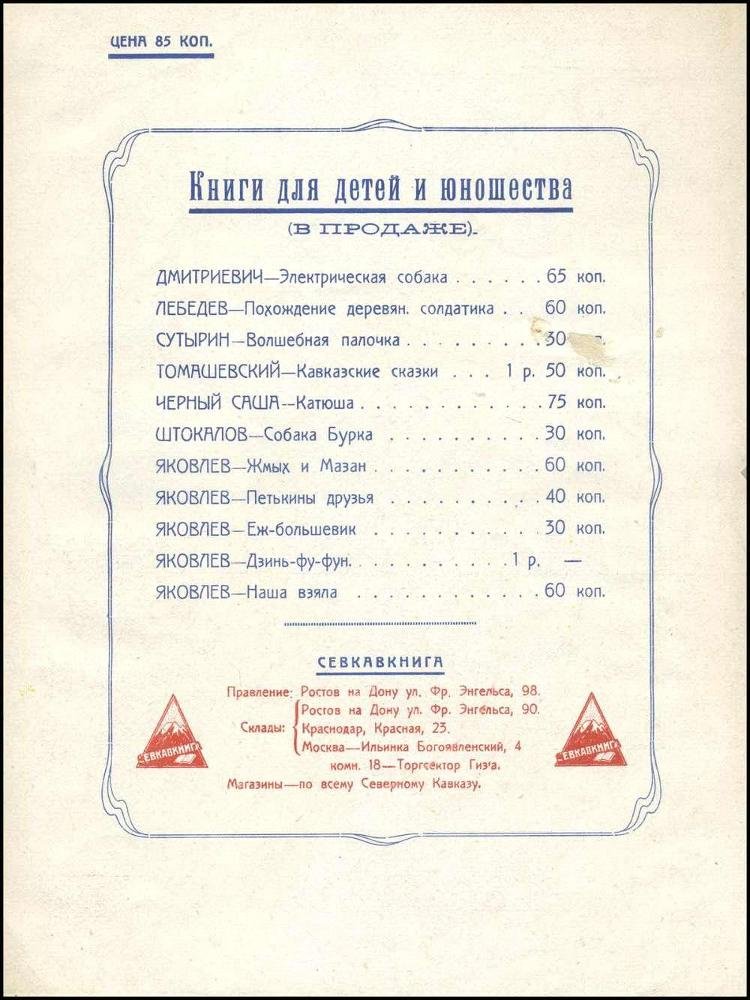 ЦЕНА 85 КОП.
Книги для детей и юношества
(В ПРОДАЖЕ).
ДМИТРИЕВИЧ—Электрическая собака . . . . . . 65 коп.
ЛЕБЕДЕВ—Похождение деревян. солдатика . . 60 коп.
СУТЫРИН—Волшебная палочка . . . . . . . . . 30
ТОМАШЕВСКИЙ—Кавказские сказки . . . 1 р. 50 коп.
ЧЕРНЫЙ САША--Катюша . . . . . . . . . . . . 75 коп.
ШТОКАЛОВ—Собака Бурка . . . . . . . . . . 30 коп.
ЯКОВЛЕВ—Жмых и Мазан . . . . . . . . . . . 60 коп.
ЯКОВЛЕВ—Петькины друзья . . . . . . . . . . 40 коп.
ЯКОВЛЕВ—Еж-большевик . . . . . . . . . . . 30 коп.
ЯКОВЛЕВ—Дзинь-фу-фун. . . . . . . . . . . 1 р. —
ЯКОВЛЕВ—Наша взяла . . . . . . . . . . . . 60 коп.
СЕВКАВКНИГА
Правление: Ростов на Дону ул. Фр. Энгельса, 98.
Склады: Ростов на Дону ул. Фр. Энгельса, 90.
Краснодар, Красная, 23.
Москва—Ильинка Богоявленский, 4
комн. 18—Торгсектор Гиз'а.
Магазины—по всему Северному Кавказу.
СЕВКАВКНИГА
СЕВКАВКНИГА